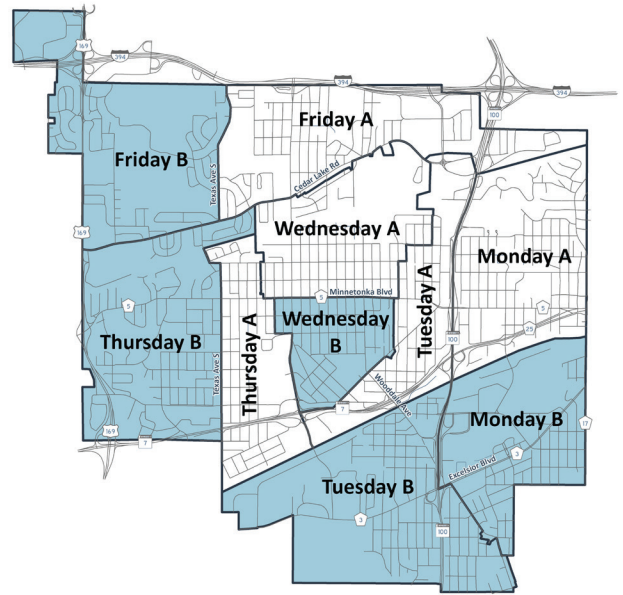 169
394
394
394
100
Friday A
Friday B
Texas Ave S
Cedar Lake Rd
169
Wednesday A
Monday A
Tuesday A
Minnetonka Blvd
5
5
5
25
Wednesday
B
Thursday B
Thursday A
100
Texas Ave S
Wooddale Ave
7
Monday B
17
169
7
3
Excelsior Blvd
Tuesday B
3
100